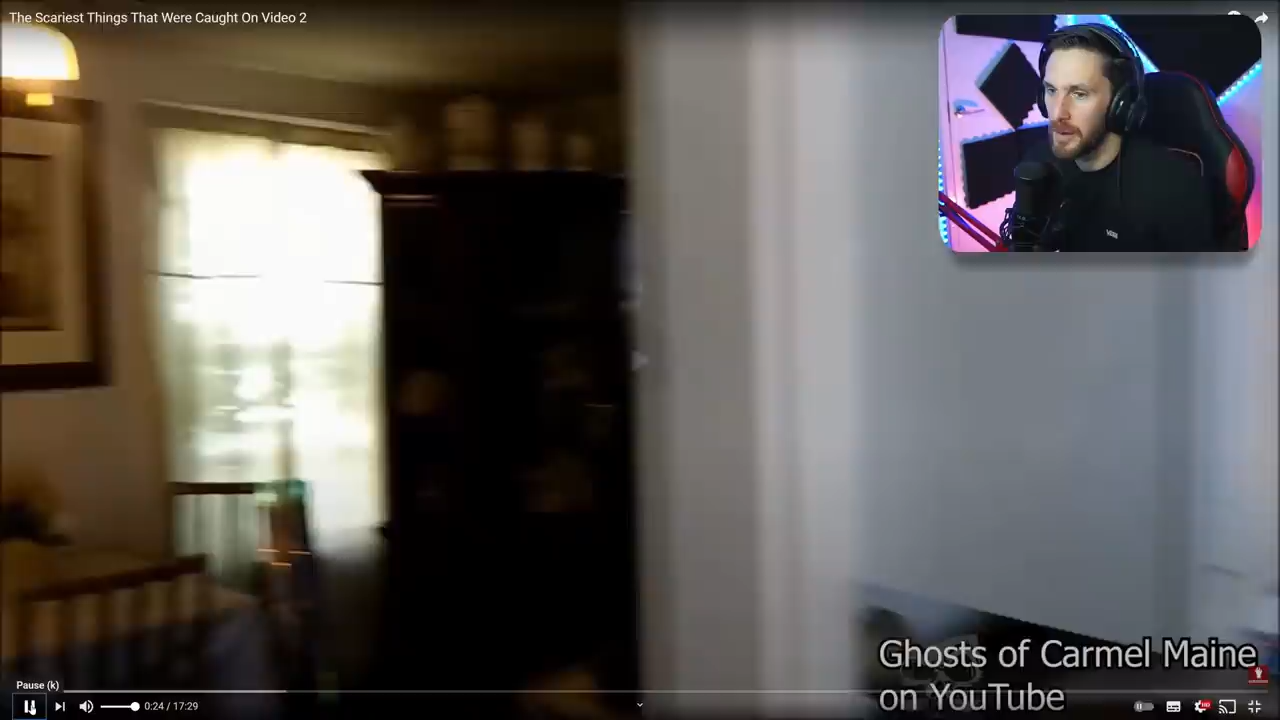 The Scariest Things That Were Caught On Video 2
Ghosts of Carmel Maine
on YouTube
Pause (k)
0:24 / 17:29
HD